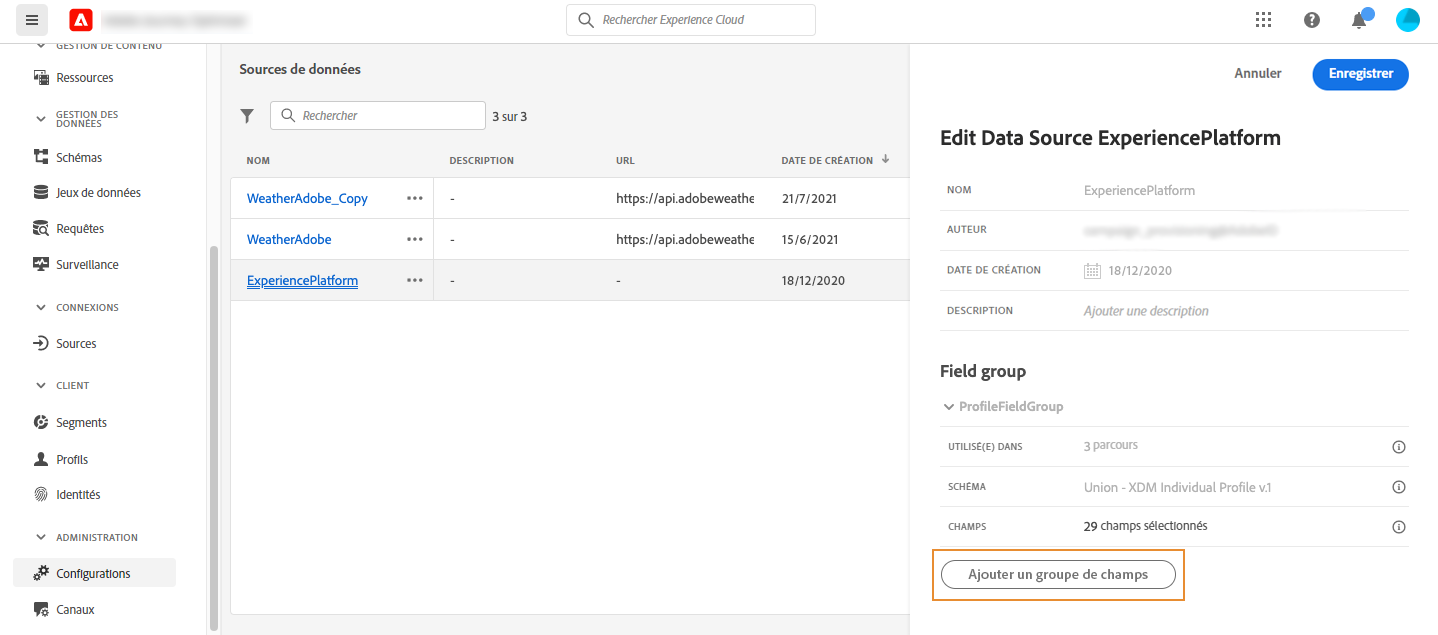 Rechercher Experience Cloud
GESTION DE CONTENU
Ressources
GESTION DES
DONNÉES
Schémas
Jeux de données
Requêtes
Surveillance
CONNEXIONS
Sources
CLIENT
Segments
Profils
Identités
ADMINISTRATION
Configurations
Canaux
Sources de données
Rechercher
3 sur 3
NOM DESCRIPTION URL DATE DE CRÉATION
WeatherAdobe_Copy ••• - https://api.adobeweathe 21/7/2021
WeatherAdobe ••• - https://api.adobeweathe 15/6/2021
ExperiencePlatform ••• - - 18/12/2020
Annuler Enregistrer
Edit Data Source ExperiencePlatform
NOM ExperiencePlatform
AUTEUR
DATE DE CRÉATION 18/12/2020
DESCRIPTION Ajouter une description
Field group
ProfileFieldGroup
UTILISÉ(E) DANS 3 parcours
SCHÉMA Union - XDM Individual Profile v.1
CHAMPS 29 champs sélectionnés
Ajouter un groupe de champs